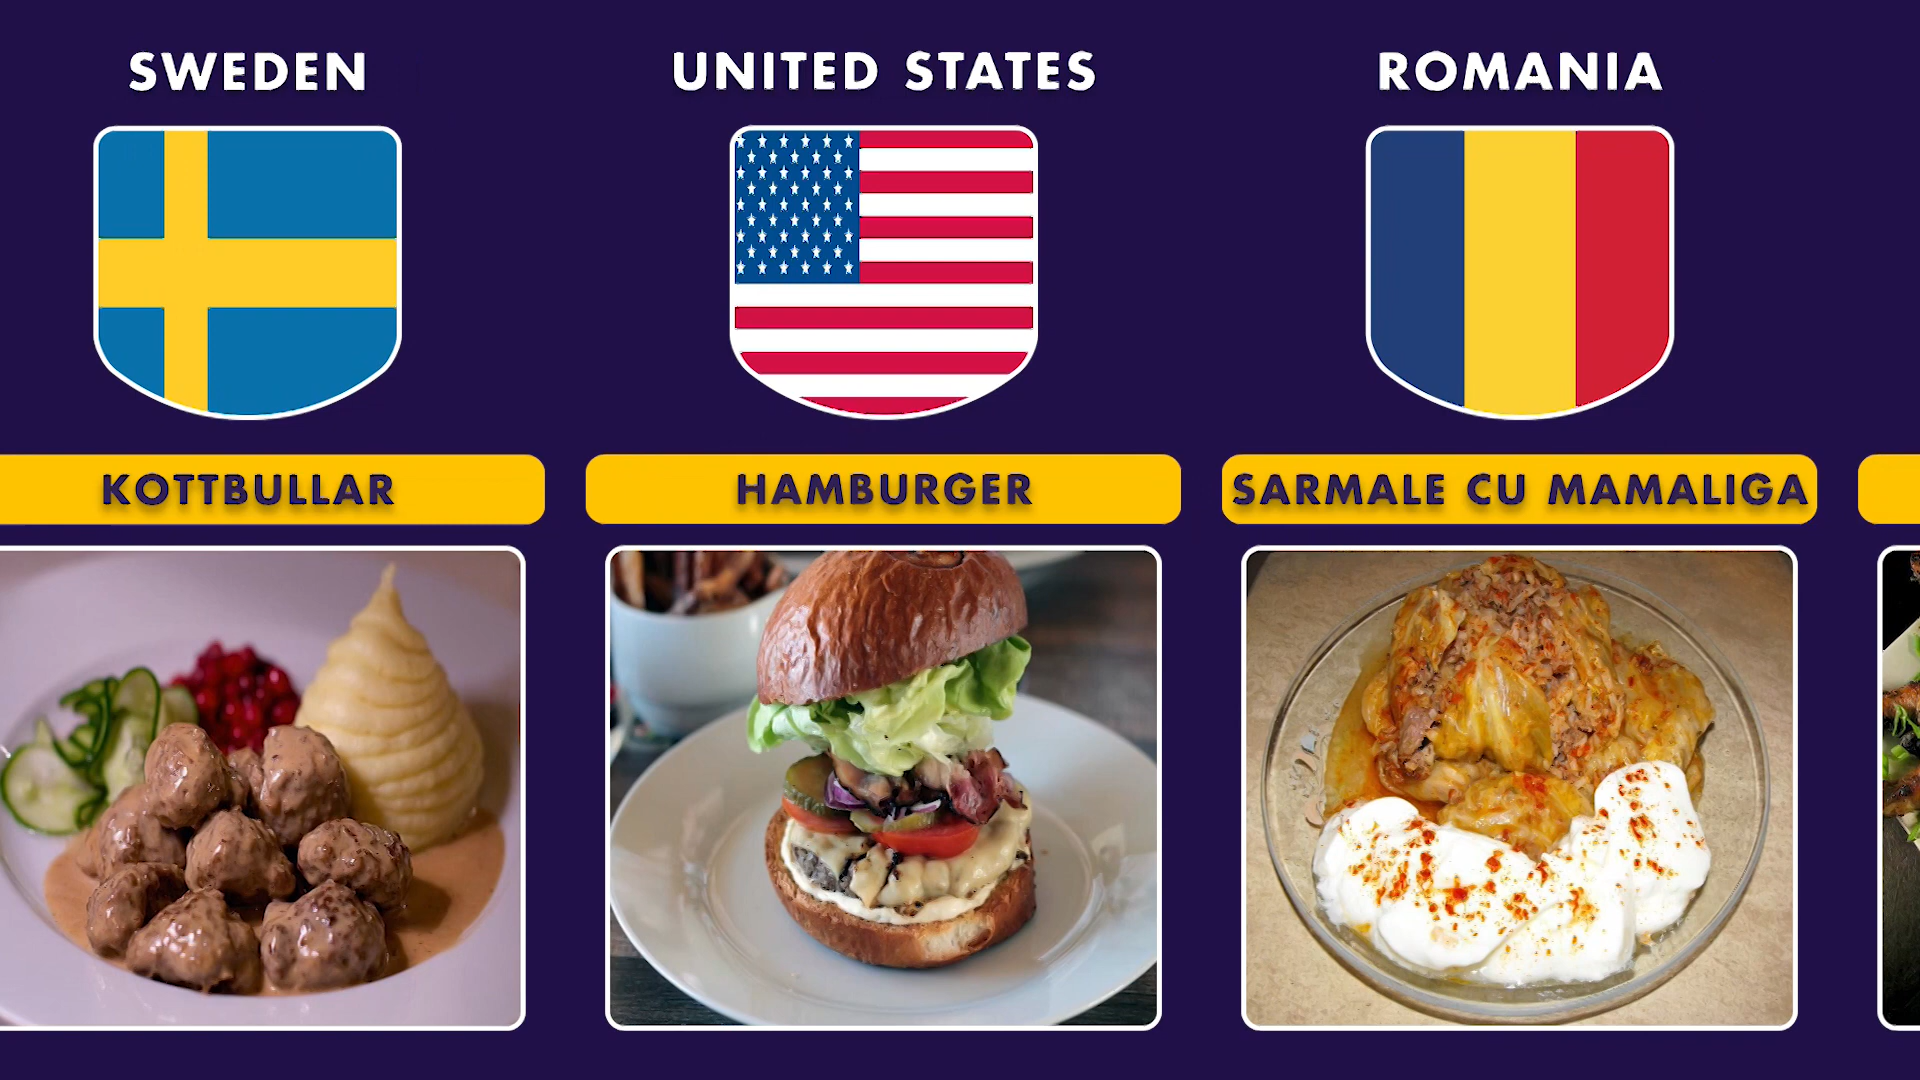 SWEDEN
UNITED STATES
ROMANIA
KOTTBULLAR
HAMBURGER
SARMALE CU MAMALIGA